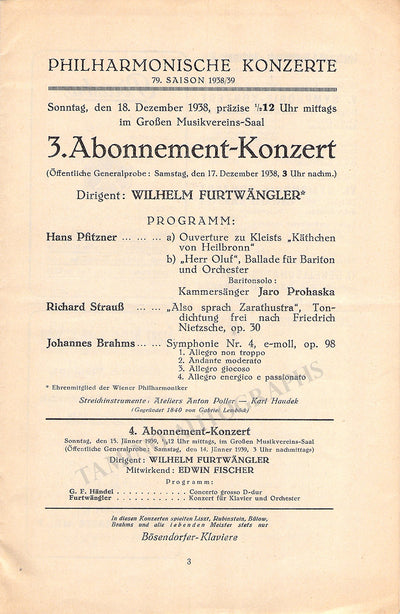 PHILHARMONISCHE KONZERTE
79. SAISON 1938/39
Sonntag, den 18. Dezember 1938, präzise ½12 Uhr mittags
im Großen Musikvereins-Saal
3. Abonnement-Konzert
(Öffentliche Generalprobe: Samstag, den 17. Dezember 1938, 3 Uhr nachm.)
Dirigent: WILHELM FURTWÄNGLER*
PROGRAMM:
Hans Pfitzner ... ... ... a) Ouverture zu Kleists „Käthchen
von Heilbronn"
b) „Herr Oluf", Ballade für Bariton
und Orchester
Baritonsolo:
Kammersänger Jaro Prohaska
Richard Strauß ... ... „Also sprach Zarathustra", Ton-
dichtung frei nach Friedrich
Nietzsche, op. 30
Johannes Brahms ... ... Symphonie Nr. 4, e-moll, op. 98
1. Allegro non troppo
2. Andante moderato
3. Allegro giocoso
4. Allegro energico e passionato
* Ehrenmitglied der Wiener Philharmoniker
Streichinstrumente: Ateliers Anton Poller — Karl Haudek
(Gegründet 1840 von Gabriel Lemböck)
4. Abonnement-Konzert
Sonntag, den 15. Jänner 1939, ½12 Uhr mittags, im Großen Musikvereins-Saal
(Öffentliche Generalprobe: Samstag, den 14. Jänner 1939, 3 Uhr nachmittags)
Dirigent: WILHELM FURTWÄNGLER
Mitwirkend: EDWIN FISCHER
Programm:
G. F. Händel . . . . . . . . . . . Concerto grosso D-dur
Furtwängler . . . . . . . . . . . Konzert für Klavier und Orchester
In diesen Konzerten spielten Liszt, Rubinstein, Bülow,
Brahms und alle lebenden Meister stets nur
Bösendorfer-Klaviere
3
TAMINO AUTOGRAPHS